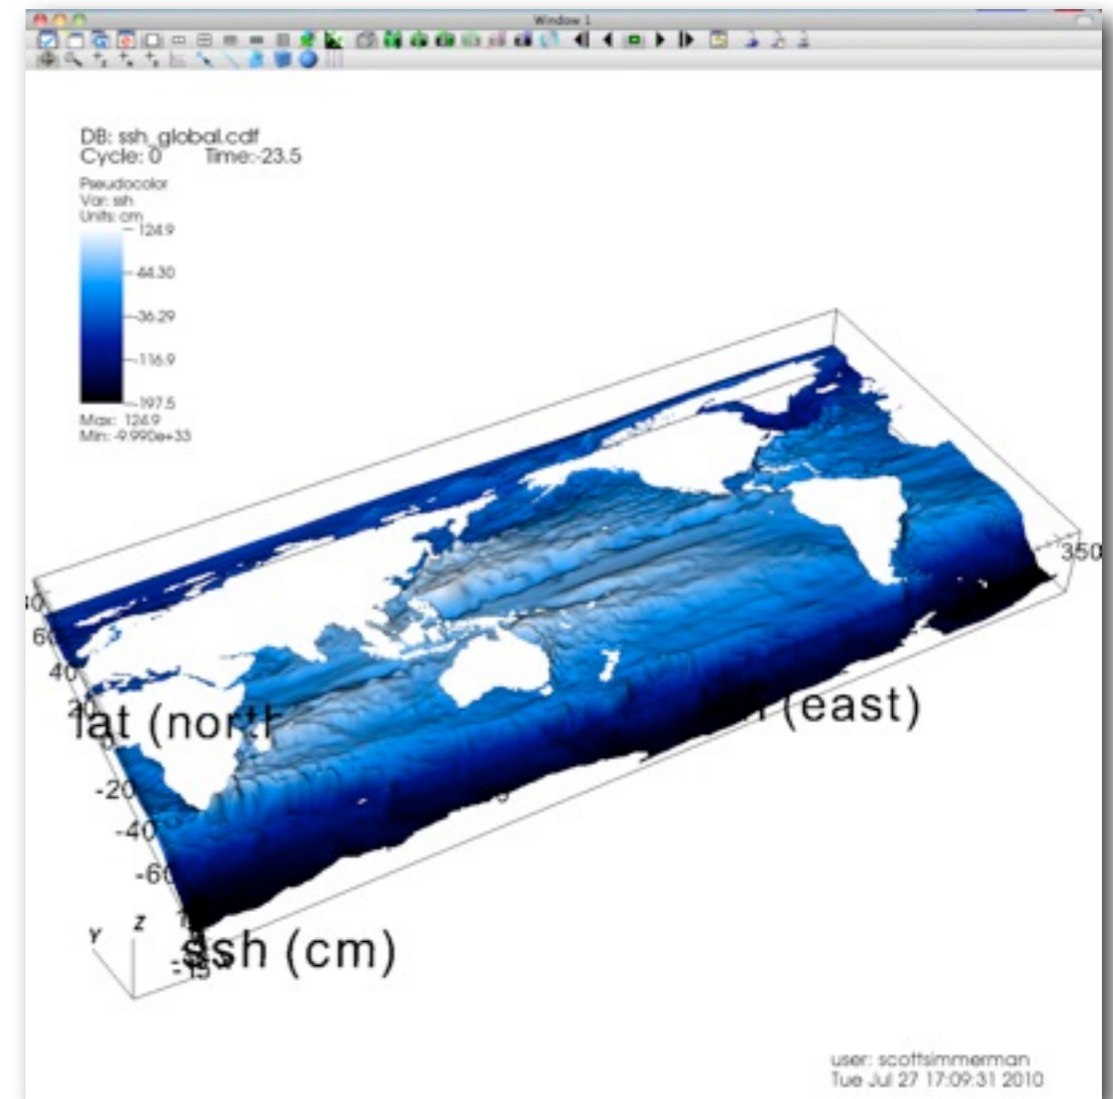 Window 1
DB: ssh_global.cdf
Cycle: 0 Time:-23.5
Pseudocolor
Var: ssh
Units: cm
124.9
44.30
-36.29
-116.9
-197.5
Max: 124.9
Min: -9.990e+33
350
60
40
20
lat (north
(east)
-20
-40
-60
Y
Z
ssh (cm)
user: scottsimmerman
Tue Jul 27 17:09:31 2010